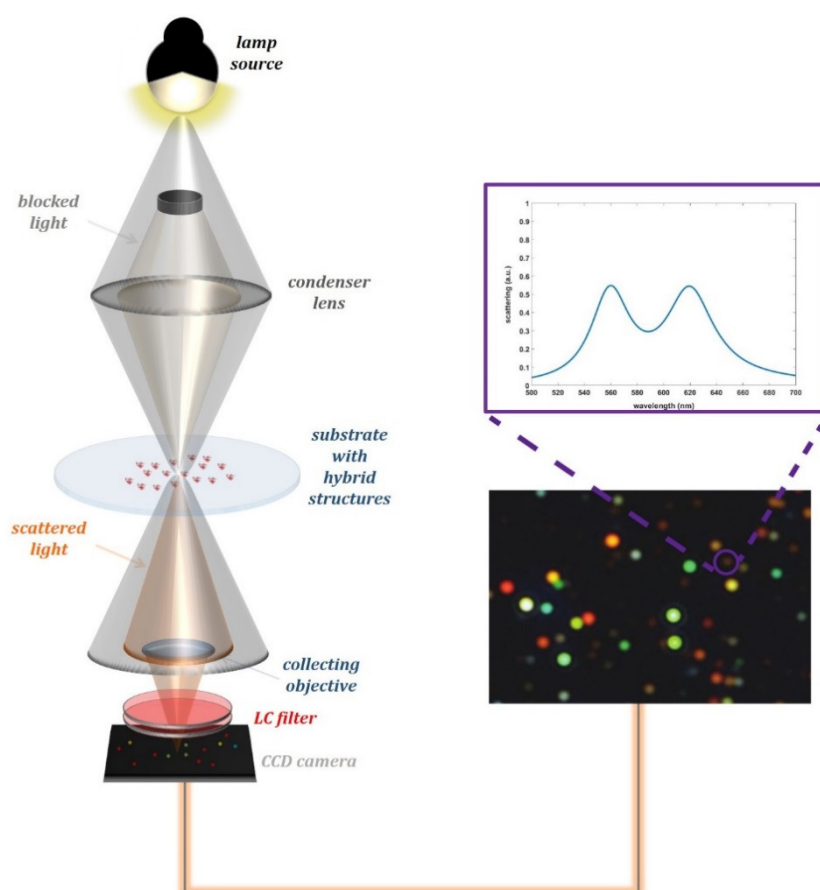 lamp
source
blocked
light
condenser
lens
substrate
with
hybrid
structures
scattered
light
collecting
objective
LC filter
CCD camera
scattering (a.u.)
1
0.9
0.8
0.7
0.6
0.5
0.4
0.3
0.2
0.1
0
500 520 540 560 580 600 620 640 660 680 700
wavelength (nm)